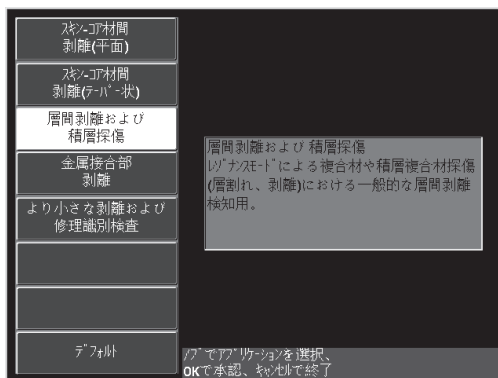 ｽｷﾝ-ｺｱ材間
剥離(平面)
ｽｷﾝ-ｺｱ材間
剥離(ﾃｰﾊﾟｰ状)
層間剥離および
積層探傷
金属接合部
剥離
より小さな剥離および
修理識別検査
デフォルト
層間剥離および 積層探傷
ﾚｿﾞﾅﾝｽﾓｰﾄﾞによる複合材や積層複合材探傷
(層割れ、剥離)における一般的な層間剥離
検知用。
ﾉﾌﾞでｱﾌﾟﾘｹｰｼｮﾝを選択、
OKで承認、ｷｬﾝｾﾙで終了